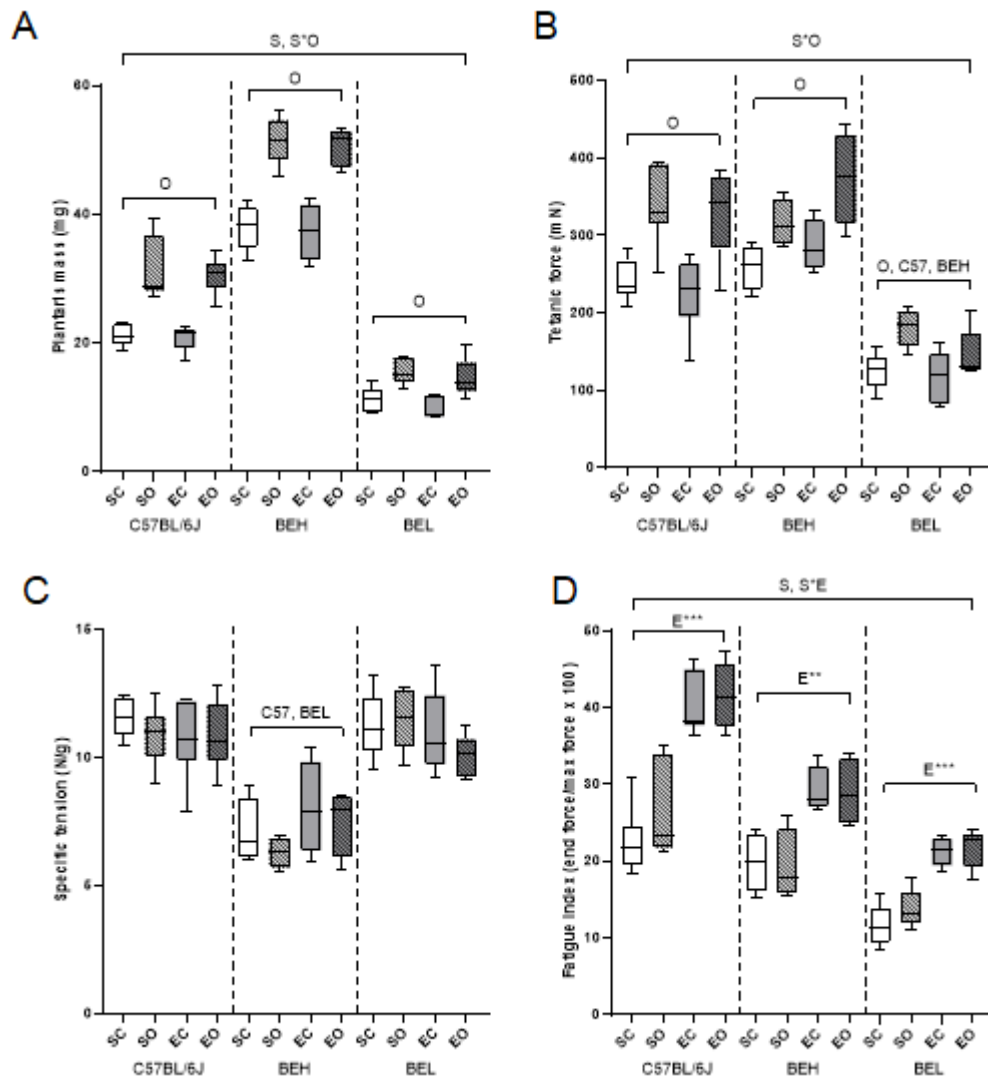 A
S, S*O
60
40
20
0
Plantaris mass (mg)
O
O
O
SC SO EC EO SC SO EC EO SC SO EC EO
C57BL/6J BEH BEL
B
S*O
500
400
300
200
100
0
Tetanic force (mN)
O
O
O, C57, BEH
SC SO EC EO SC SO EC EO SC SO EC EO
C57BL/6J BEH BEL
C
15
10
5
0
Specific tension (N/g)
C57, BEL
SC SO EC EO SC SO EC EO SC SO EC EO
C57BL/6J BEH BEL
D
S, S*E
50
40
30
20
10
0
Fatigue Index (end force/max force x 100)
E***
E**
E***
SC SO EC EO SC SO EC EO SC SO EC EO
C57BL/6J BEH BEL